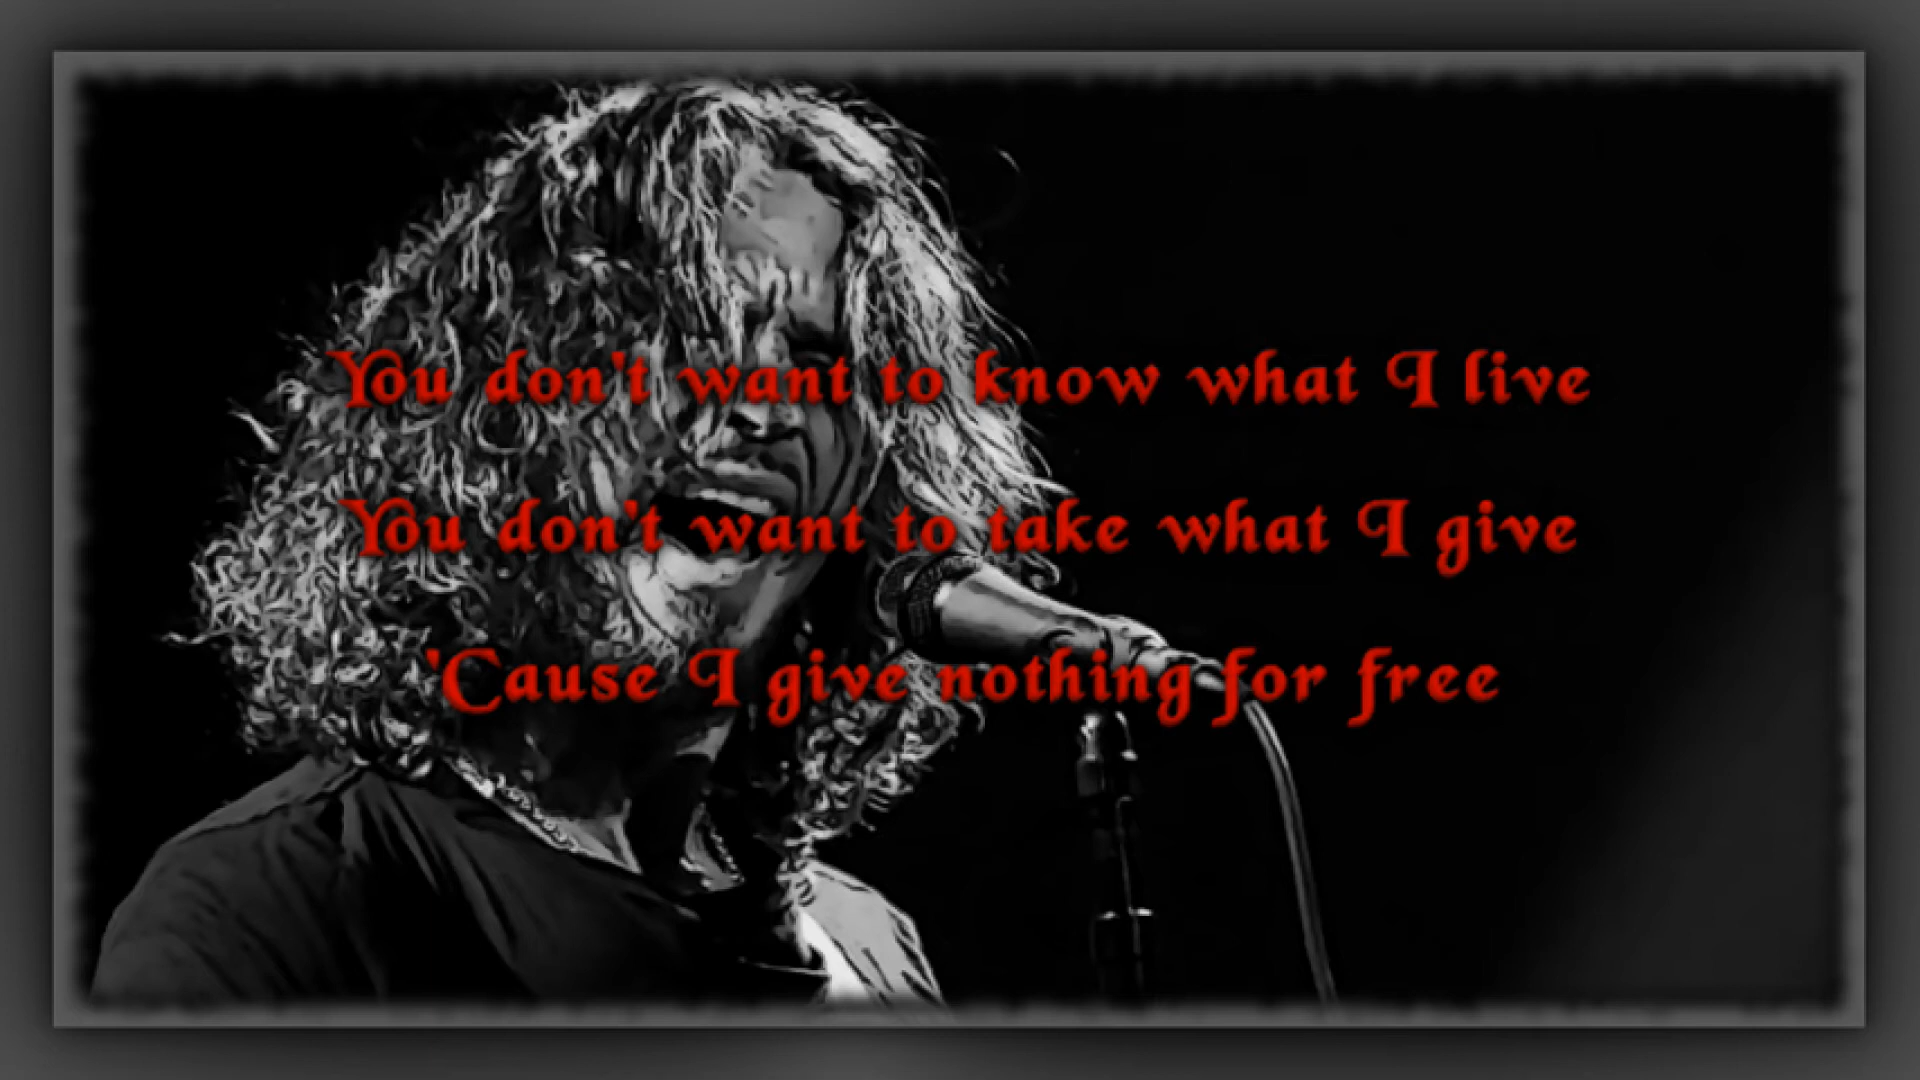 You don't want to know what I live
You don't want to take what I give
'Cause I give nothing for free